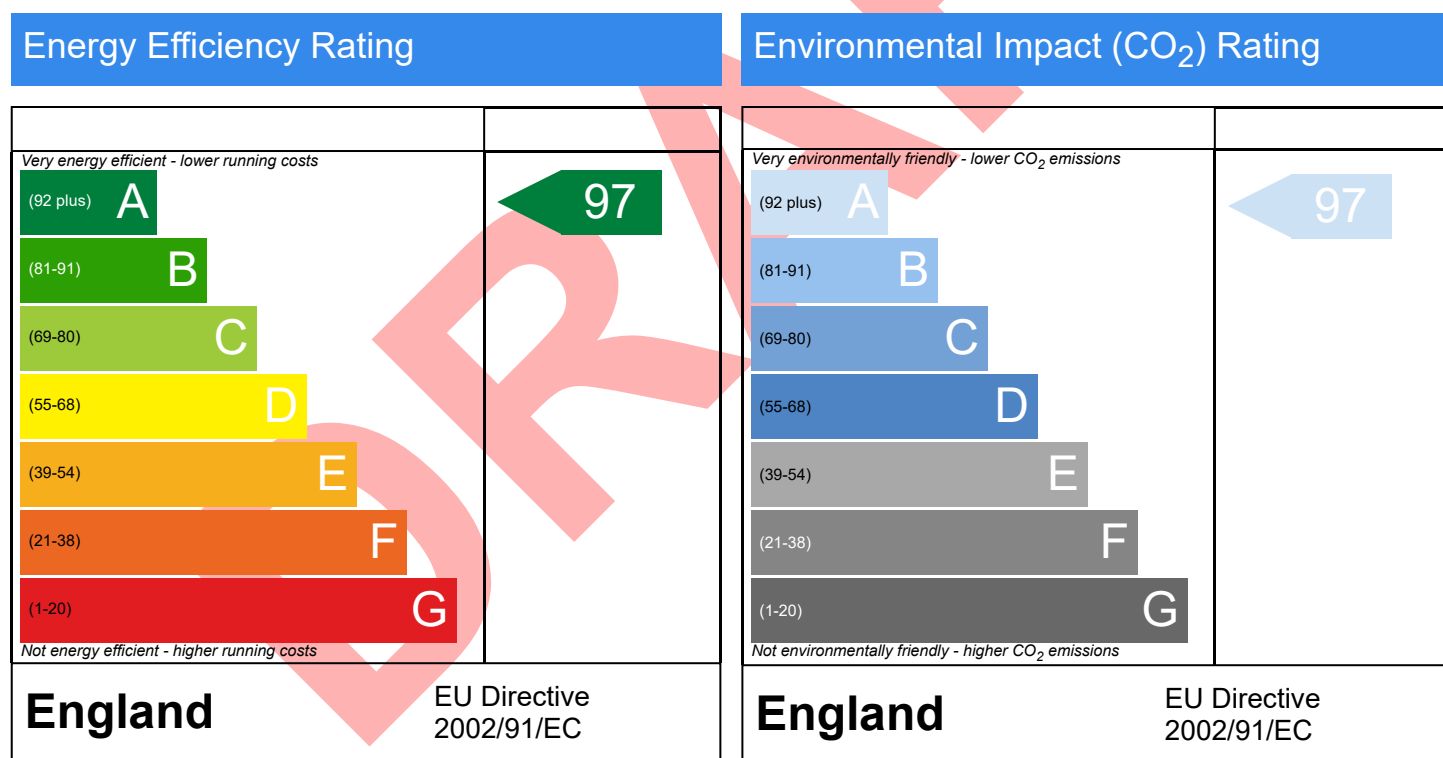 Energy Efficiency Rating
Very energy efficient - lower running costs
(92 plus) A
97
(81-91) B
(69-80) C
(55-68) D
(39-54) E
(21-38) F
(1-20) G
Not energy efficient - higher running costs
England
EU Directive
2002/91/EC
Environmental Impact (CO₂) Rating
Very environmentally friendly - lower CO₂ emissions
(92 plus) A
97
(81-91) B
(69-80) C
(55-68) D
(39-54) E
(21-38) F
(1-20) G
Not environmentally friendly - higher CO₂ emissions
England
EU Directive
2002/91/EC